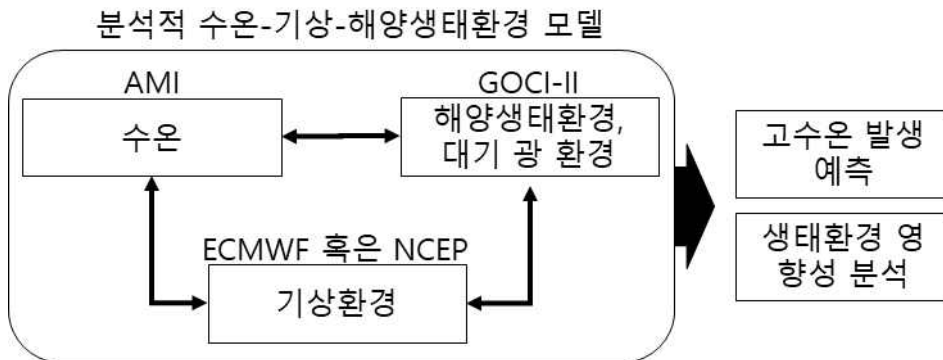 분석적 수온-기상-해양생태환경 모델
AMI
수온
GOCI-II
해양생태환경,
대기 광 환경
ECMWF 혹은 NCEP
기상환경
고수온 발생
예측
생태환경 영
향성 분석